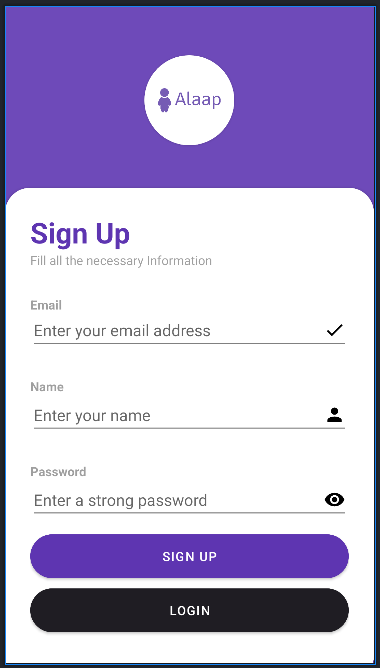 Alaap
Sign Up
Fill all the necessary Information
Email
Enter your email address
Name
Enter your name
Password
Enter a strong password
SIGN UP
LOGIN